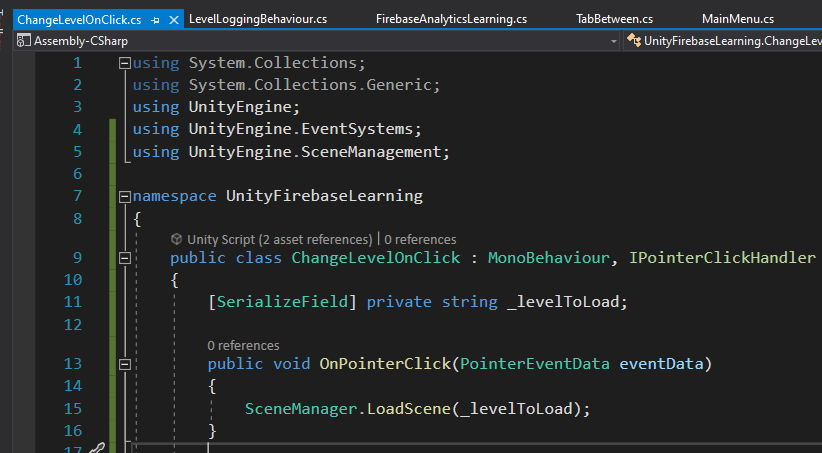 ChangeLevelOnClick.cs LevelLoggingBehaviour.cs FirebaseAnalyticsLearning.cs TabBetween.cs MainMenu.cs
Assembly-CSharp UnityFirebaseLearning.ChangeLev
1 using System.Collections;
2 using System.Collections.Generic;
3 using UnityEngine;
4 using UnityEngine.EventSystems;
5 using UnityEngine.SceneManagement;
6
7 namespace UnityFirebaseLearning
8 {
Unity Script (2 asset references) | 0 references
9 public class ChangeLevelOnClick : MonoBehaviour, IPointerClickHandler
10 {
11 [SerializeField] private string _levelToLoad;
12
0 references
13 public void OnPointerClick(PointerEventData eventData)
14 {
15 SceneManager.LoadScene(_levelToLoad);
16 }
17